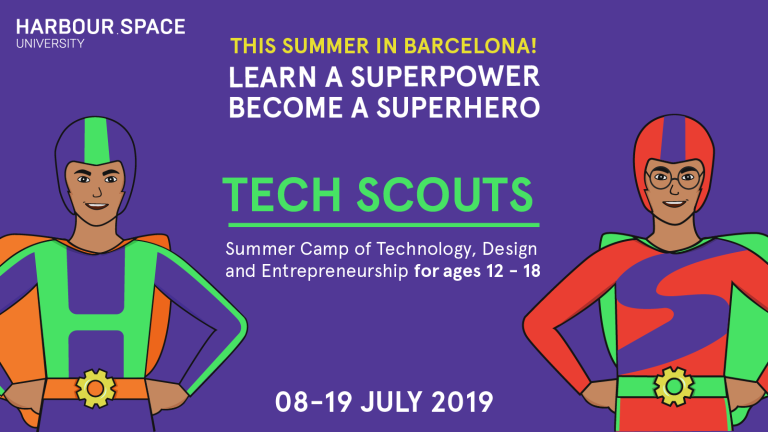 HARBOUR.SPACE
UNIVERSITY
THIS SUMMER IN BARCELONA!
LEARN A SUPERPOWER
BECOME A SUPERHERO
TECH SCOUTS
Summer Camp of Technology, Design
and Entrepreneurship for ages 12 - 18
H
S
08-19 JULY 2019